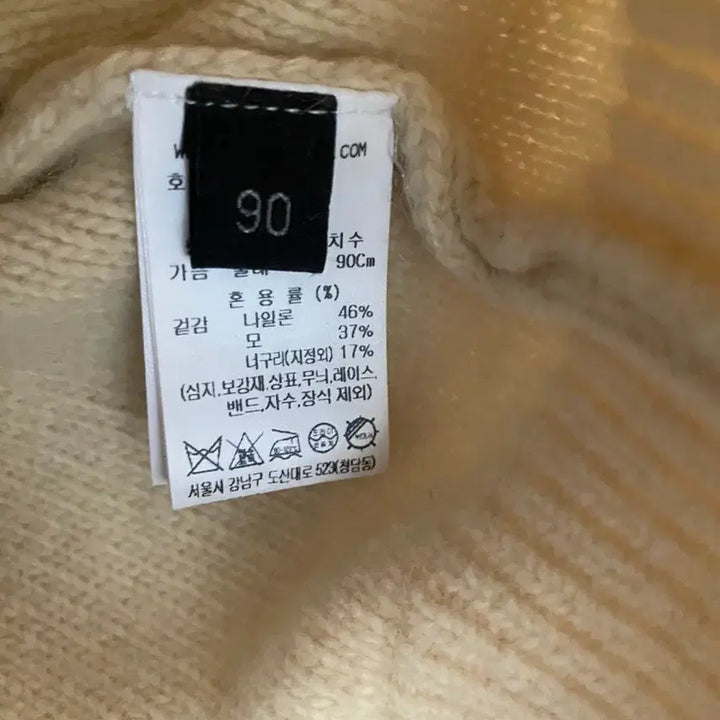 .COM
90
호
치수
가슴 둘레 90Cm
혼 용 률 (%)
겉감 나일론 46%
모 37%
너구리(지정외) 17%
(심지,보강재,상표,무늬,레이스,
밴드,자수,장식 제외)
서울시 강남구 도산대로 523(청담동)